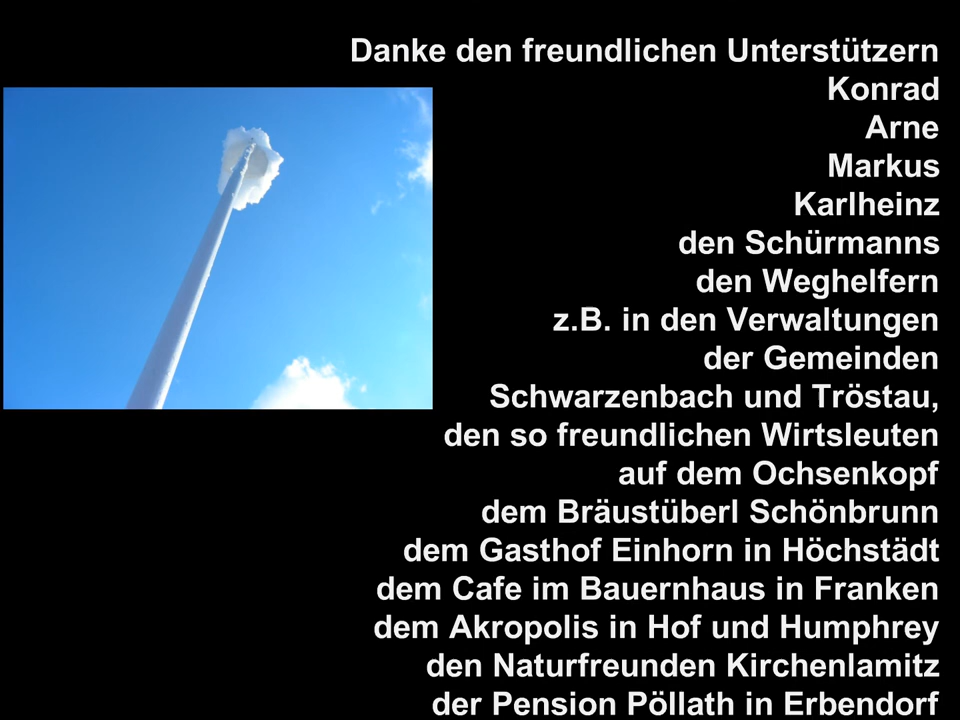 Danke den freundlichen Unterstützern
Konrad
Arne
Markus
Karlheinz
den Schürmanns
den Weghelfern
z.B. in den Verwaltungen
der Gemeinden
Schwarzenbach und Tröstau,
den so freundlichen Wirtsleuten
auf dem Ochsenkopf
dem Bräustüberl Schönbrunn
dem Gasthof Einhorn in Höchstädt
dem Cafe im Bauernhaus in Franken
dem Akropolis in Hof und Humphrey
den Naturfreunden Kirchenlamitz
der Pension Pöllath in Erbendorf